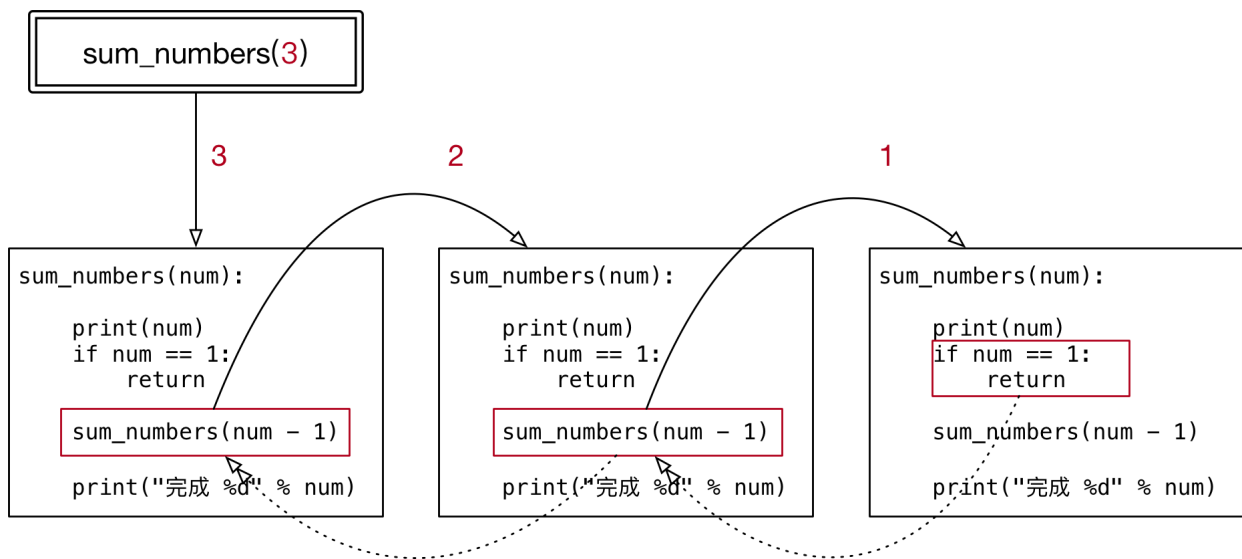 sum_numbers(3)
3
2
1
sum_numbers(num):
print(num)
if num == 1:
return
sum_numbers(num – 1)
print("完成 %d" % num)
sum_numbers(num):
print(num)
if num == 1:
return
sum_numbers(num – 1)
print("完成 %d" % num)
sum_numbers(num):
print(num)
if num == 1:
return
sum_numbers(num – 1)
print("完成 %d" % num)